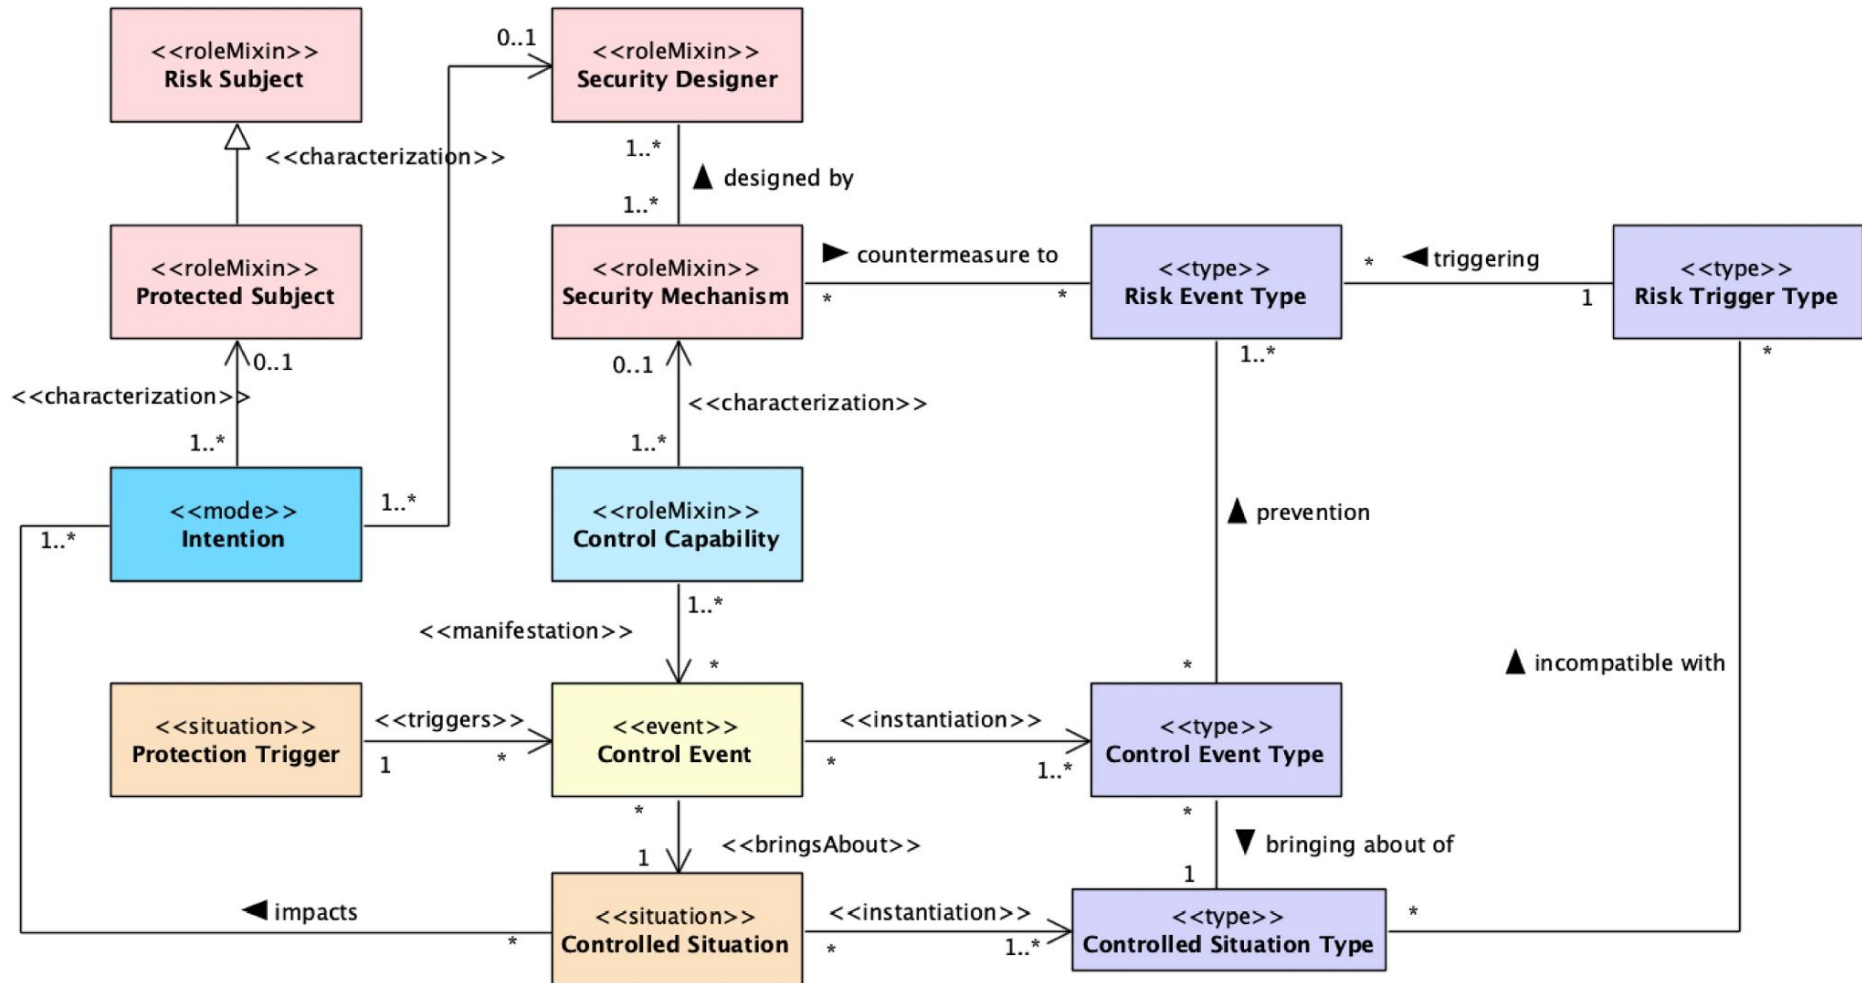 0..1
<<roleMixin>>
Risk Subject
<<roleMixin>>
Security Designer
<<characterization>>
1..*
▲ designed by
1..*
<<roleMixin>>
Protected Subject
<<roleMixin>>
Security Mechanism
► countermeasure to
*
*
<<type>>
Risk Event Type
*
◄ triggering
1
<<type>>
Risk Trigger Type
0..1
<<characterization>>
1..*
0..1
<<characterization>>
1..*
1..*
*
<<mode>>
Intention
1..*
1..*
<<roleMixin>>
Control Capability
▲ prevention
1..*
<<manifestation>>
*
*
▲ incompatible with
<<situation>>
Protection Trigger
<<triggers>>
1
*
<<event>>
Control Event
<<instantiation>>
*
1..*
<<type>>
Control Event Type
*
<<bringsAbout>>
1
*
▼ bringing about of
1
◄ impacts
*
<<situation>>
Controlled Situation
<<instantiation>>
*
1..*
<<type>>
Controlled Situation Type
*